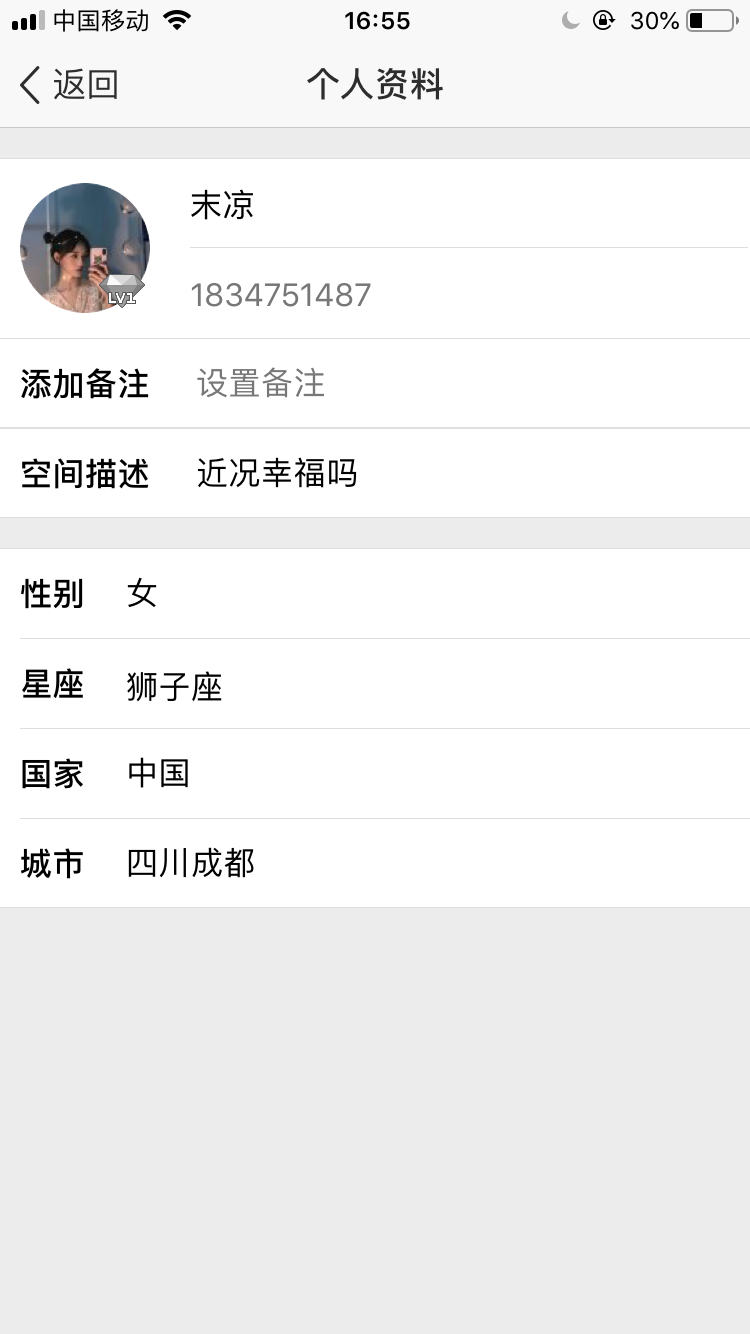 中国移动 16:55 30%
返回 个人资料
末凉
LV1
1834751487
添加备注 设置备注
空间描述 近况幸福吗
性别 女
星座 狮子座
国家 中国
城市 四川成都